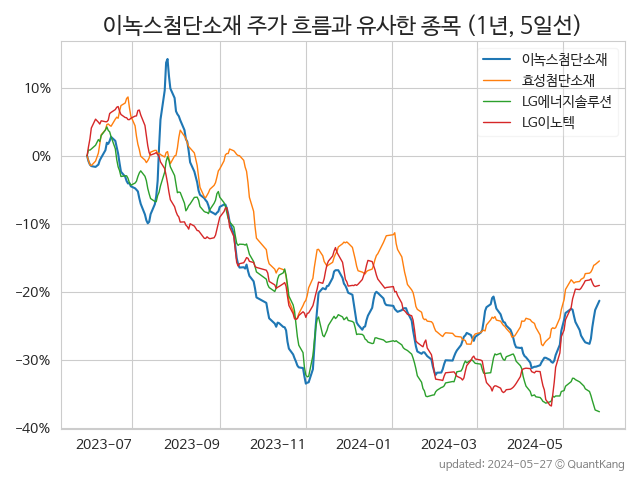 이녹스첨단소재 주가 흐름과 유사한 종목 (1년, 5일선)
이녹스첨단소재
효성첨단소재
LG에너지솔루션
LG이노텍
10%
0%
−10%
−20%
−30%
−40%
2023-07 2023-09 2023-11 2024-01 2024-03 2024-05
updated: 2024-05-27 © QuantKang